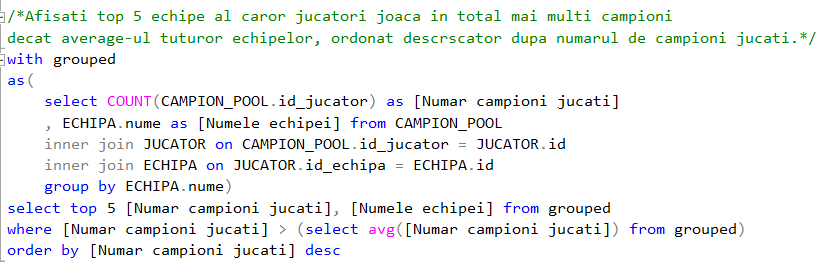 /*Afisati top 5 echipe al caror jucatori joaca in total mai multi campioni
decat average-ul tuturor echipelor, ordonat descrscator dupa numarul de campioni jucati.*/
with grouped
as(
    select COUNT(CAMPION_POOL.id_jucator) as [Numar campioni jucati]
    , ECHIPA.nume as [Numele echipei] from CAMPION_POOL
    inner join JUCATOR on CAMPION_POOL.id_jucator = JUCATOR.id
    inner join ECHIPA on JUCATOR.id_echipa = ECHIPA.id
    group by ECHIPA.nume)
select top 5 [Numar campioni jucati], [Numele echipei] from grouped
where [Numar campioni jucati] > (select avg([Numar campioni jucati]) from grouped)
order by [Numar campioni jucati] desc